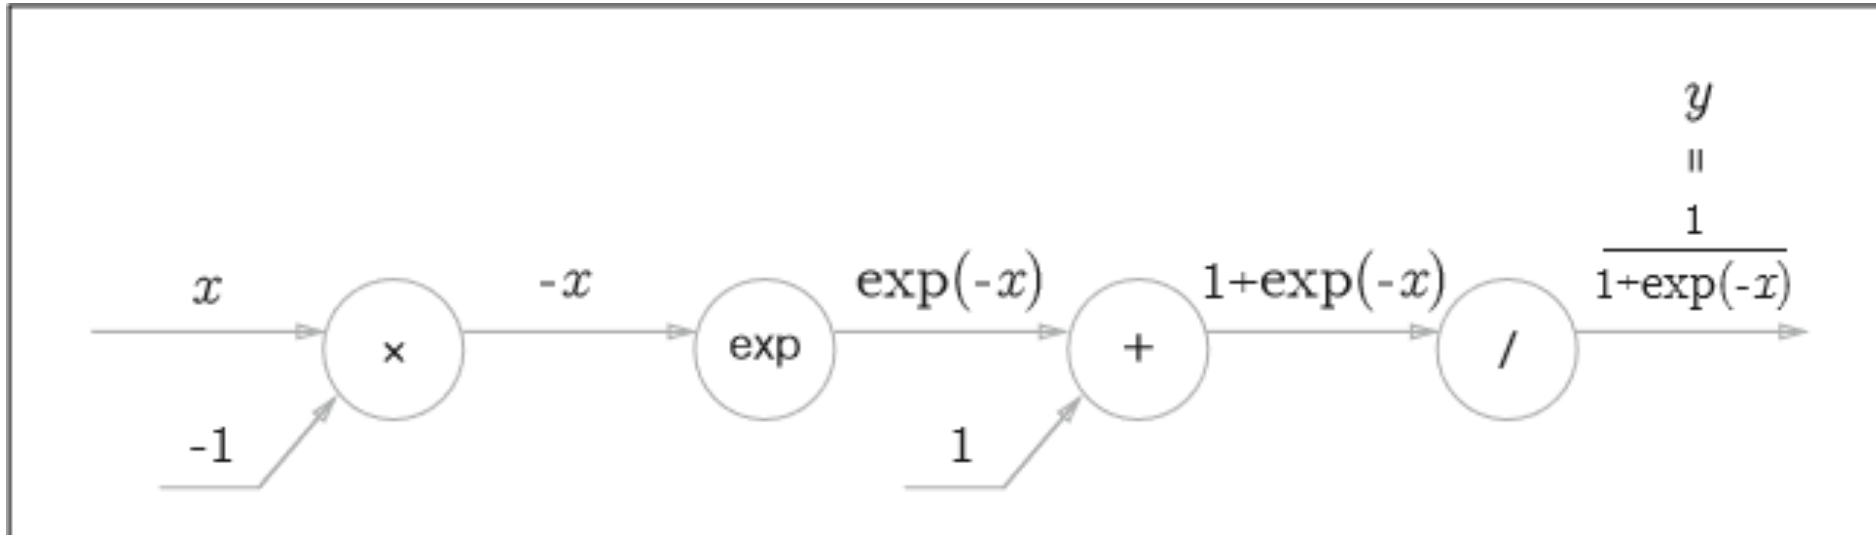 y
=
1
x
-x
exp(-x)
1+exp(-x)
1+exp(-x)
×
exp
+
/
-1
1